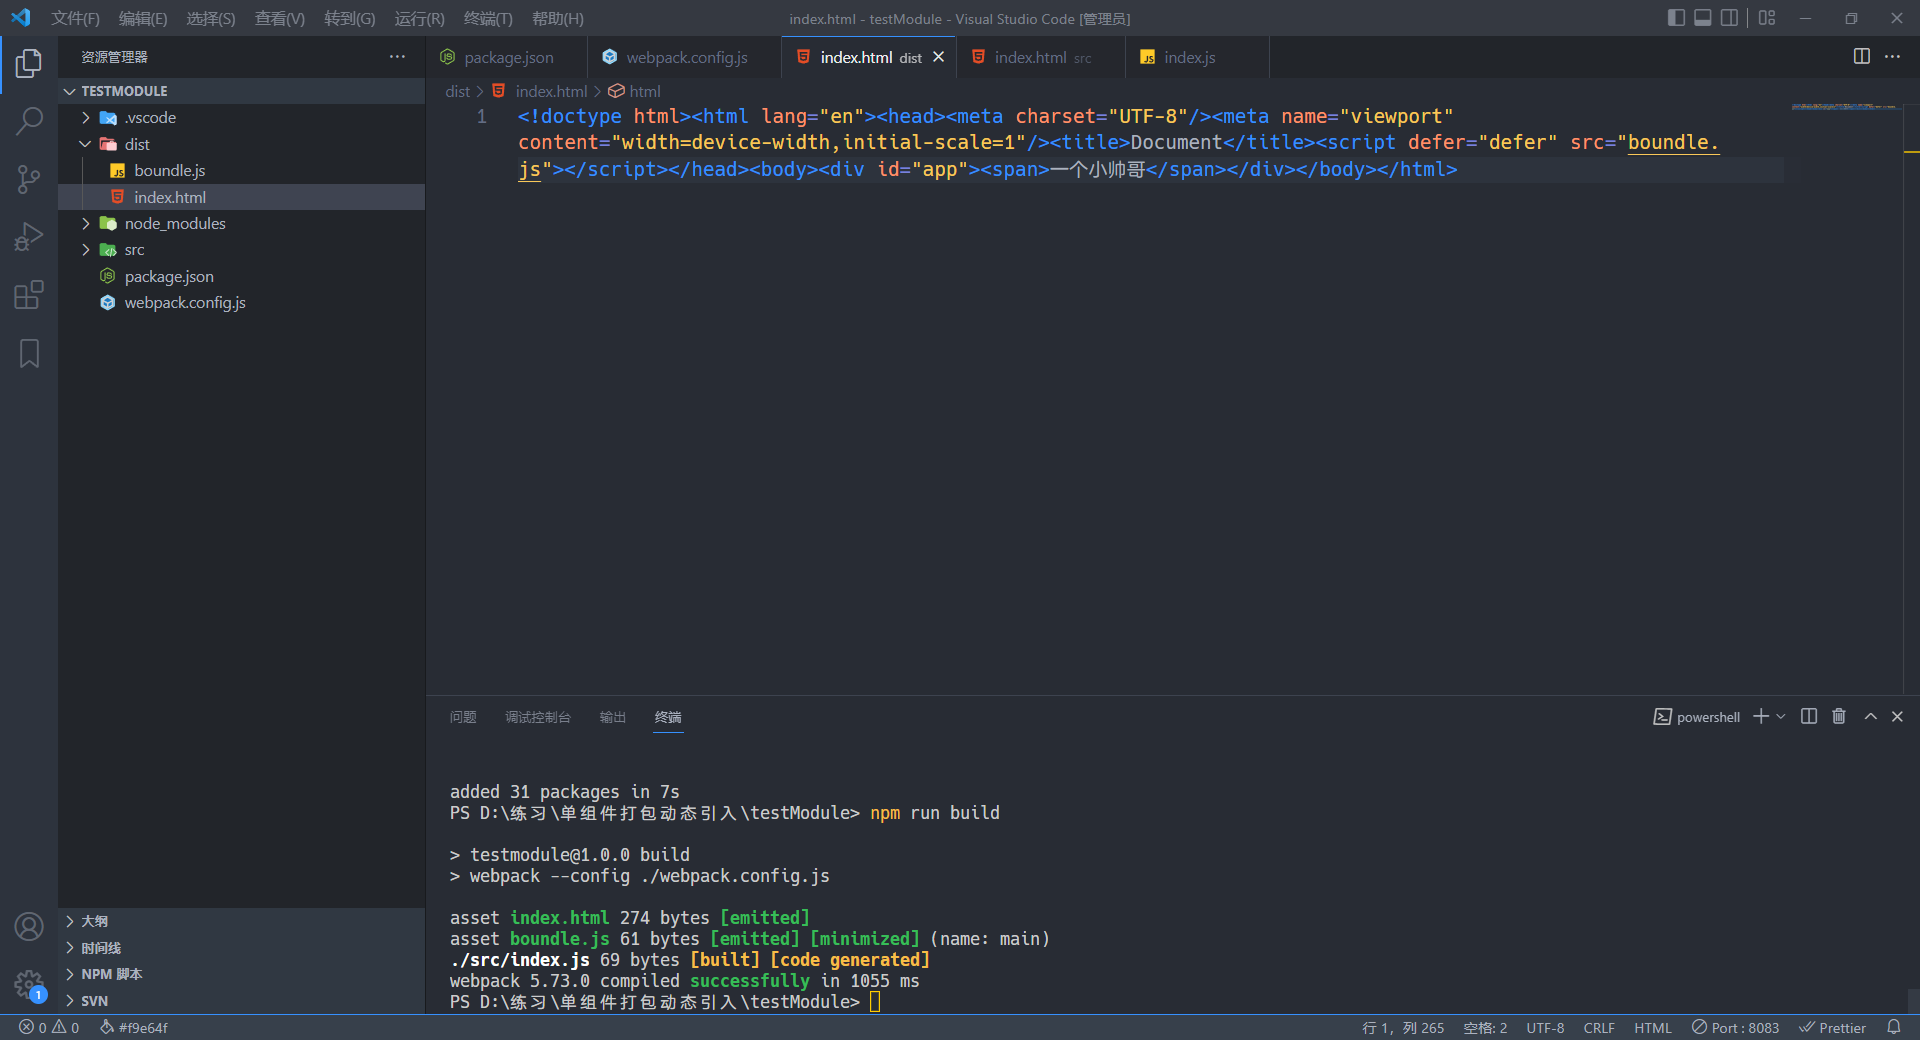 文件(F) 编辑(E) 选择(S) 查看(V) 转到(G) 运行(R) 终端(T) 帮助(H) index.html - testModule - Visual Studio Code [管理员]
资源管理器
package.json webpack.config.js index.html dist index.html src index.js
TESTMODULE
.vscode
dist
boundle.js
index.html
node_modules
src
package.json
webpack.config.js
dist > index.html > html
1 <!doctype html><html lang="en"><head><meta charset="UTF-8"/><meta name="viewport"
content="width=device-width,initial-scale=1"/><title>Document</title><script defer="defer" src="boundle.
js"></script></head><body><div id="app"><span>一个小帅哥</span></div></body></html>
问题 调试控制台 输出 终端 powershell
added 31 packages in 7s
PS D:\练习\单组件打包动态引入\testModule> npm run build
> testmodule@1.0.0 build
> webpack --config ./webpack.config.js
asset index.html 274 bytes [emitted]
asset boundle.js 61 bytes [emitted] [minimized] (name: main)
./src/index.js 69 bytes [built] [code generated]
webpack 5.73.0 compiled successfully in 1055 ms
PS D:\练习\单组件打包动态引入\testModule>
大纲
时间线
NPM 脚本
SVN
1
0 0 #f9e64f 行 1，列 265 空格: 2 UTF-8 CRLF HTML Port : 8083 Prettier